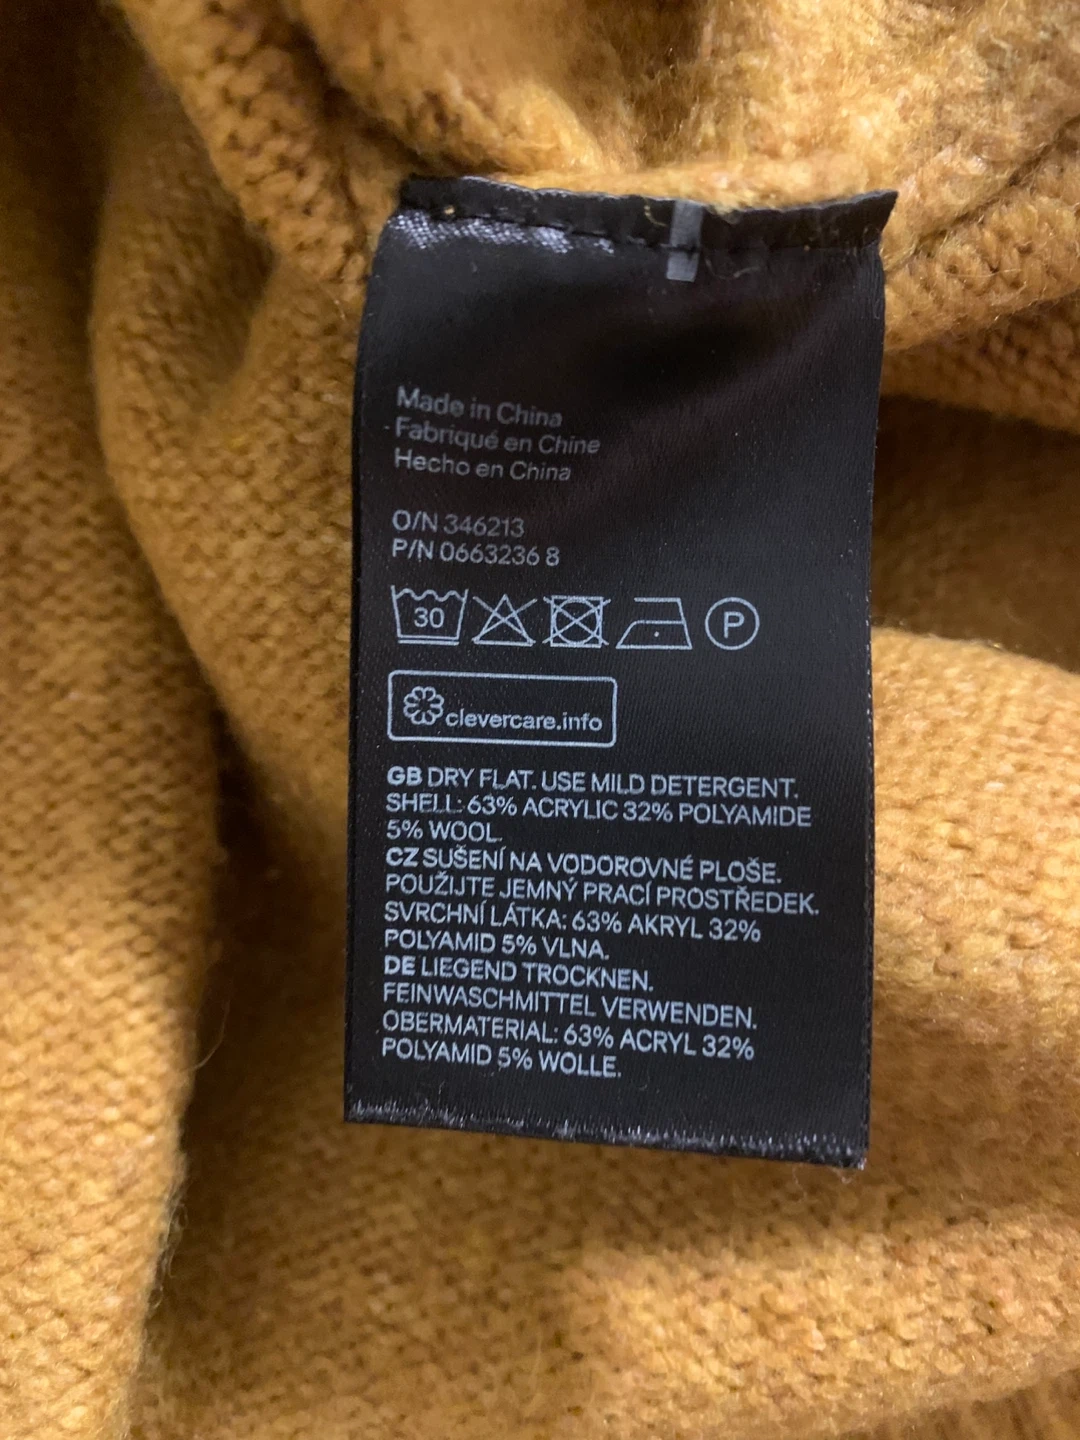 Made in China
Fabriqué en Chine
Hecho en China
O/N 346213
P/N 0663236 8
30 P
clevercare.info
GB DRY FLAT. USE MILD DETERGENT.
SHELL: 63% ACRYLIC 32% POLYAMIDE
5% WOOL.
CZ SUŠENÍ NA VODOROVNÉ PLOŠE.
POUŽIJTE JEMNÝ PRACÍ PROSTŘEDEK.
SVRCHNÍ LÁTKA: 63% AKRYL 32%
POLYAMID 5% VLNA.
DE LIEGEND TROCKNEN.
FEINWASCHMITTEL VERWENDEN.
OBERMATERIAL: 63% ACRYL 32%
POLYAMID 5% WOLLE.